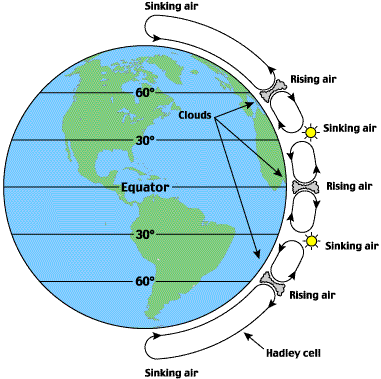 Sinking air
Rising air
60°
Clouds
Sinking air
30°
Equator
Rising air
30°
Sinking air
60°
Rising air
Hadley cell
Sinking air